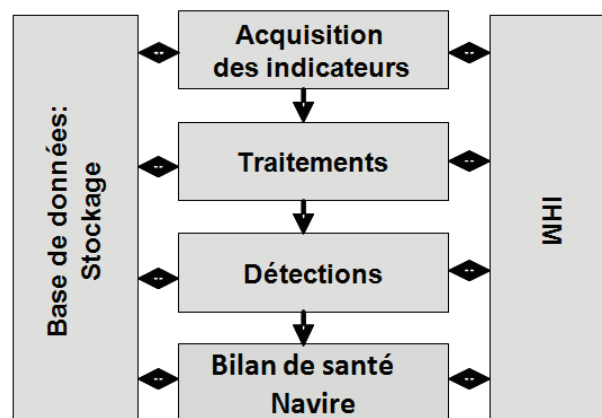 Base de données:
Stockage
Acquisition
des indicateurs
Traitements
Détections
Bilan de santé
Navire
IHM